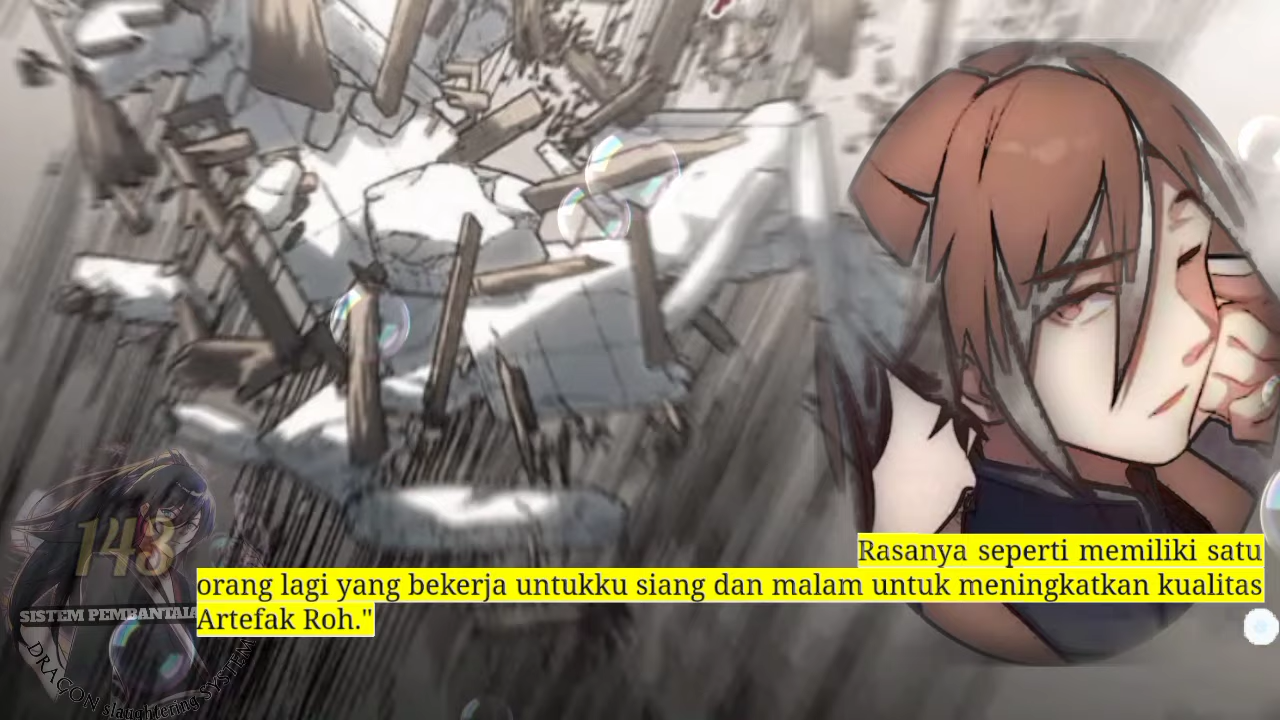 Rasanya seperti memiliki satu
orang lagi yang bekerja untukku siang dan malam untuk meningkatkan kualitas
Artefak Roh."
143
SISTEM PEMBANTAIA
DRAGON slaughtering SYSTEM